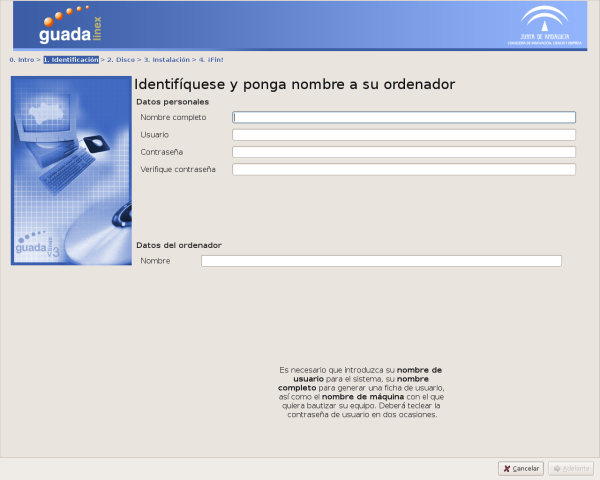 guada
linex
JUNTA DE ANDALUCIA
CONSEJERÍA DE INNOVACIÓN, CIENCIA Y EMPRESA
0. Intro > 1. Identificación > 2. Disco > 3. Instalación > 4. ¡Fin!
Identifíquese y ponga nombre a su ordenador
Datos personales
Nombre completo
Usuario
Contraseña
Verifique contraseña
guada
linex
3
Datos del ordenador
Nombre
Es necesario que introduzca su nombre de
usuario para el sistema, su nombre
completo para generar una ficha de usuario,
así como el nombre de máquina con el que
quiera bautizar su equipo. Deberá teclear la
contraseña de usuario en dos ocasiones.
Cancelar
Adelante